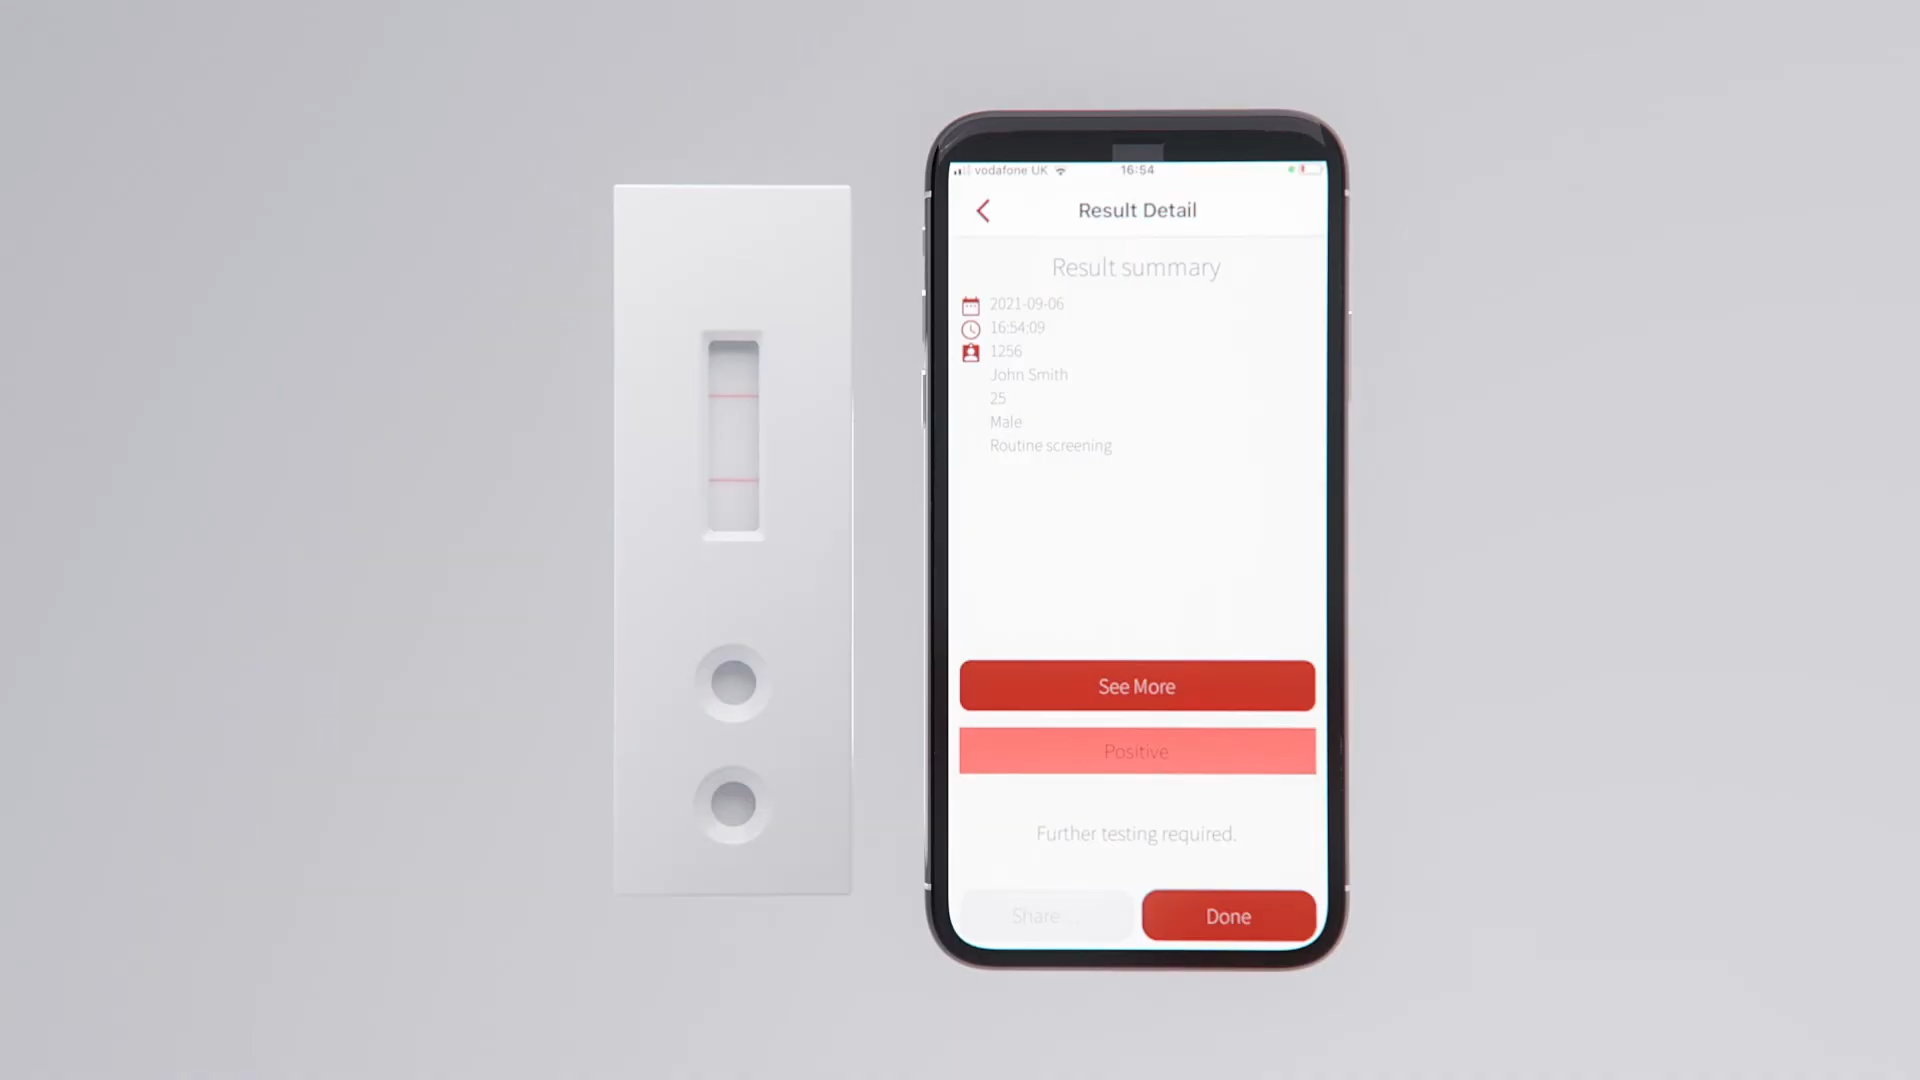 vodafone UK
16:54
Result Detail
Result summary
2021-09-06
16:54:09
1256
John Smith
25
Male
Routine screening
See More
Positive
Further testing required.
Share...
Done